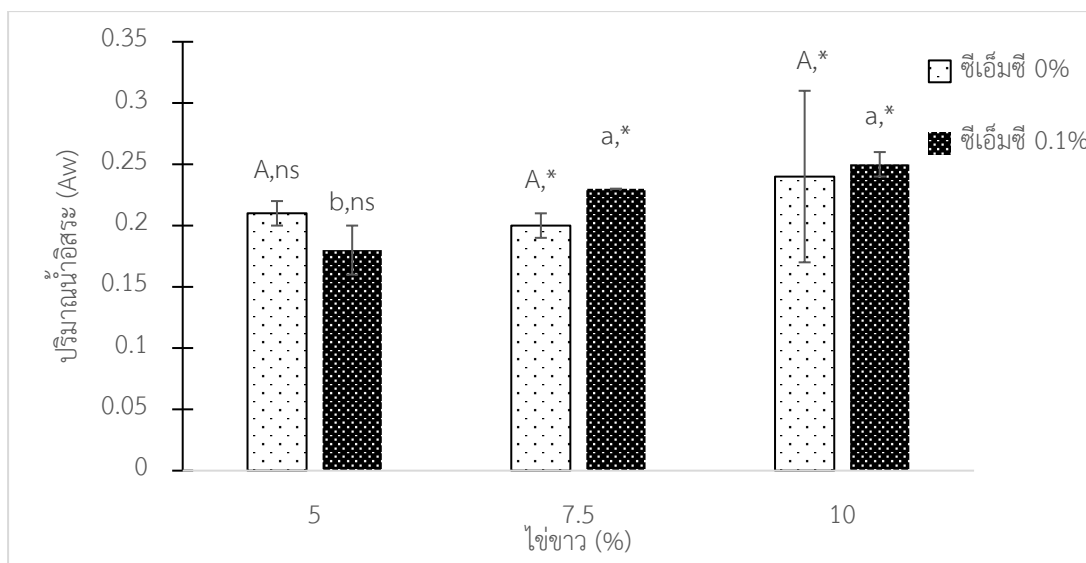 0.35
0.3
0.25
0.2
0.15
0.1
0.05
0
ปริมาณน้ำอิสระ (Aw)
A,ns
b,ns
A,*
a,*
A,*
a,*
ซีเอ็มซี 0%
ซีเอ็มซี 0.1%
5
7.5
10
ไข่ขาว (%)